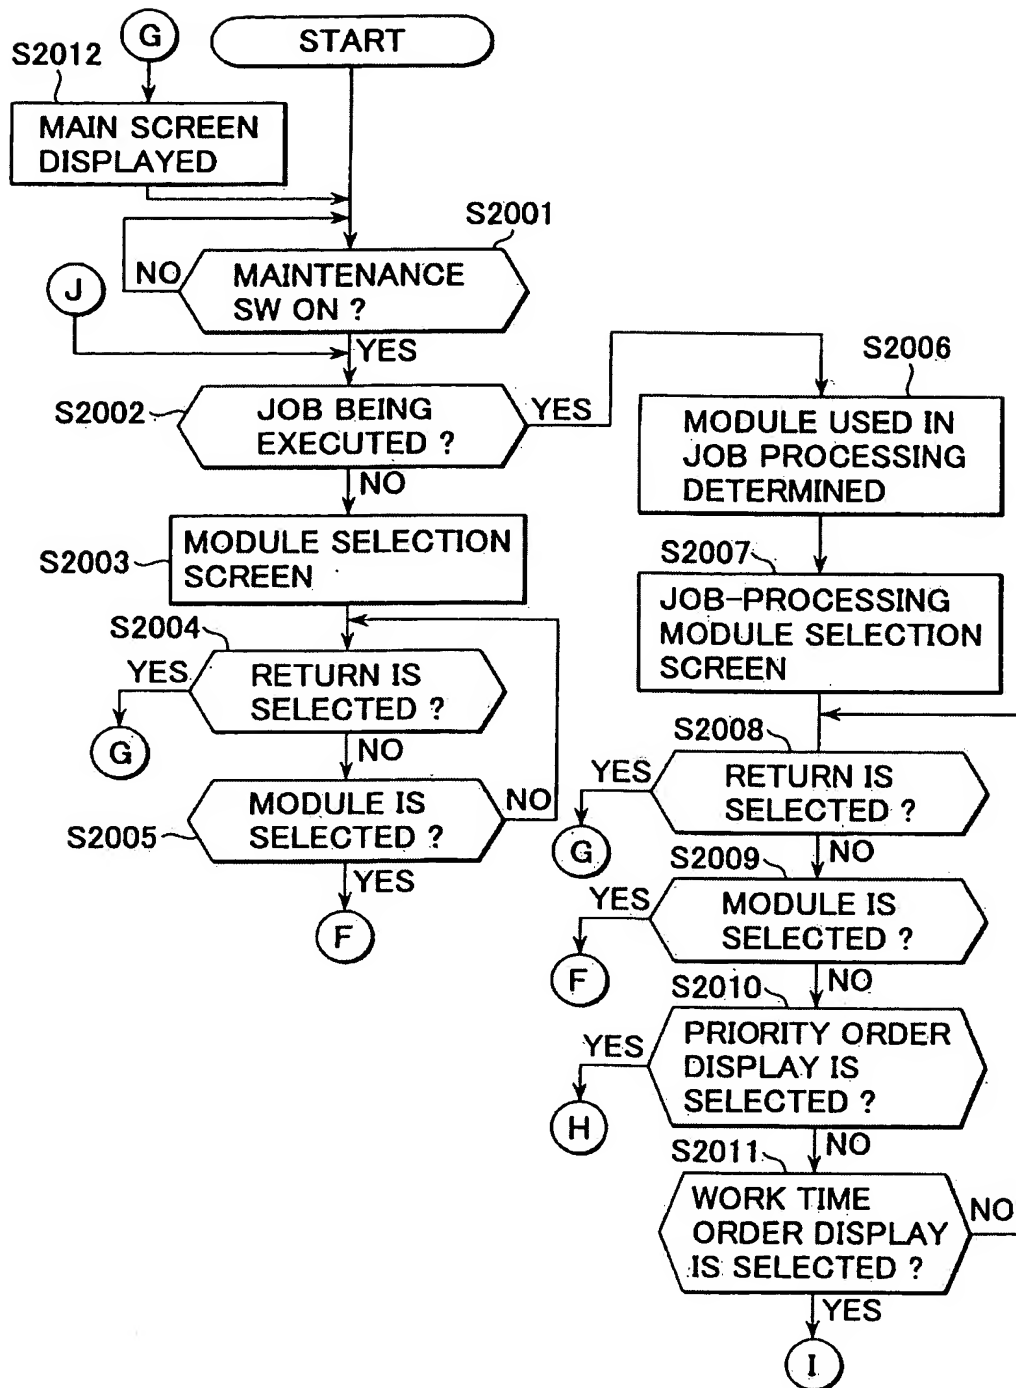 G
START
S2012
MAIN SCREEN
DISPLAYED
S2001
NO
MAINTENANCE
SW ON ?
J
YES
S2002
JOB BEING
EXECUTED ?
YES
NO
S2006
MODULE USED IN
JOB PROCESSING
DETERMINED
S2003
MODULE SELECTION
SCREEN
S2007
JOB-PROCESSING
MODULE SELECTION
SCREEN
S2004
YES
RETURN IS
SELECTED ?
G
NO
S2005
MODULE IS
SELECTED ?
NO
YES
F
S2008
YES
RETURN IS
SELECTED ?
G
NO
S2009
YES
MODULE IS
SELECTED ?
F
NO
S2010
YES
PRIORITY ORDER
DISPLAY IS
SELECTED ?
H
NO
S2011
WORK TIME
ORDER DISPLAY
IS SELECTED ?
NO
YES
I